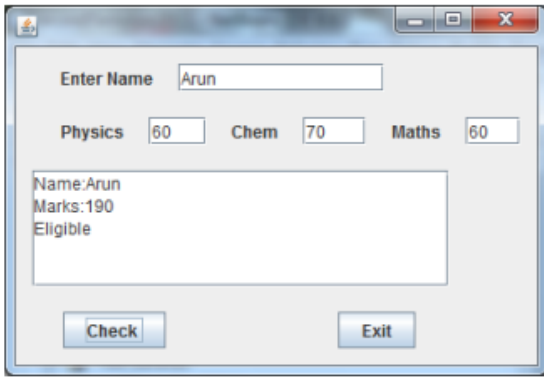 Enter Name Arun
Physics 60 Chem 70 Maths 60
Name:Arun
Marks:190
Eligible
Check Exit